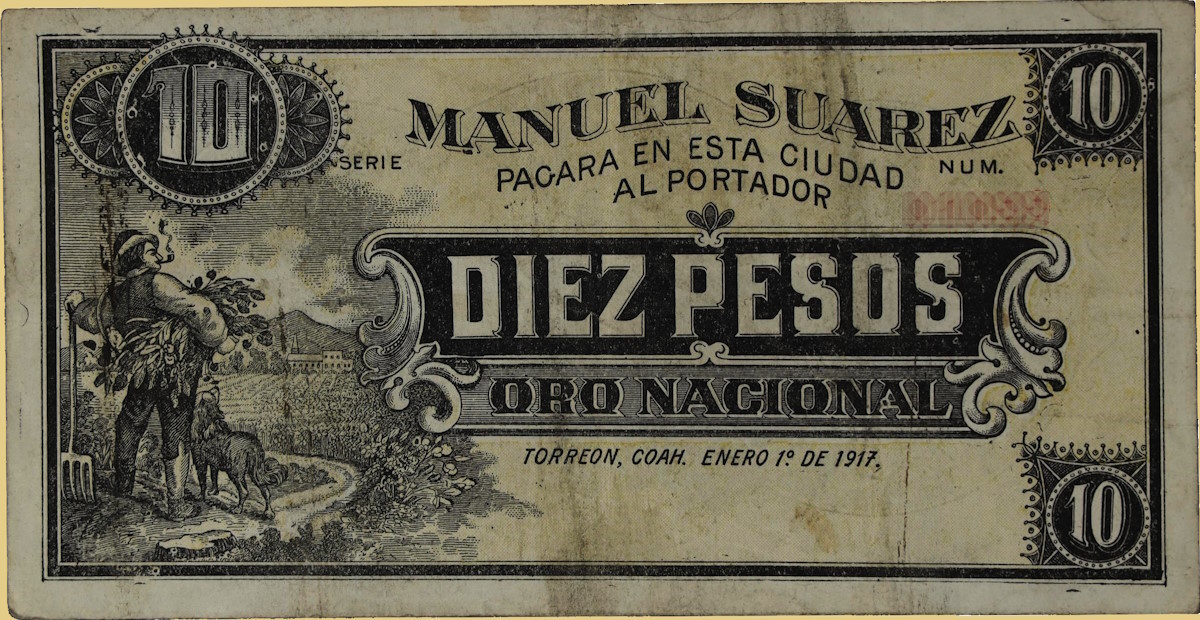 10
10
MANUEL SUAREZ
SERIE
PAGARA EN ESTA CIUDAD
NUM.
AL PORTADOR
DIEZ PESOS
ORO NACIONAL
TORREON, COAH. ENERO 1º DE 1917.
10